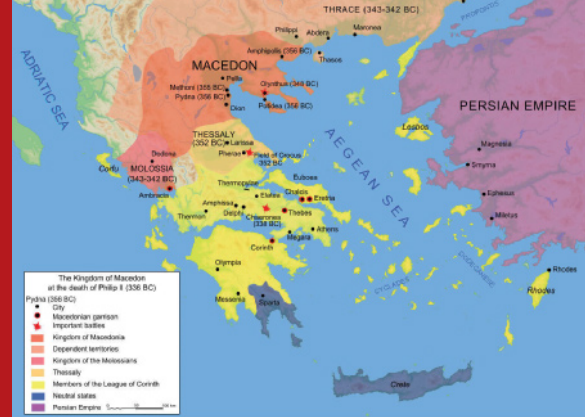 PROPONTIS
THRACE (343-342 BC)
Philippi
Abdera
Maronea
Amphipolis (356 BC)
Thasos
MACEDON
Pella
Methoni (355 BC)
Pydna (356 BC)
Olynthus (348 BC)
Dion
Potidea (356 BC)
ADRIATIC SEA
PERSIAN EMPIRE
THESSALY
(352 BC)
Larissa
Pherae
Field of Crocus
352 BC
Lesbos
Magnesia
Smyrna
Dodona
Corfu
MOLOSSIA
(343-342 BC)
Ambracia
AEGEAN SEA
Thermopylae
Euboea
Elatea
Chalcis
Eretria
Ephesus
Miletus
Amphissa
Delphi
Thermon
Chaeronea
(338 BC)
Thebes
Athens
Megara
Corinth
Olympia
CYCLADES
DODECANESE
Rhodes
Rhodes
Messenia
Sparta
Crete
The Kingdom of Macedon
at the death of Philip II (336 BC)
Pydna (356 BC)
City
Macedonian garrison
Important battles
Kingdom of Macedonia
Dependent territories
Kingdom of the Molossians
Thessaly
Members of the League of Corinth
Neutral states
Persian Empire